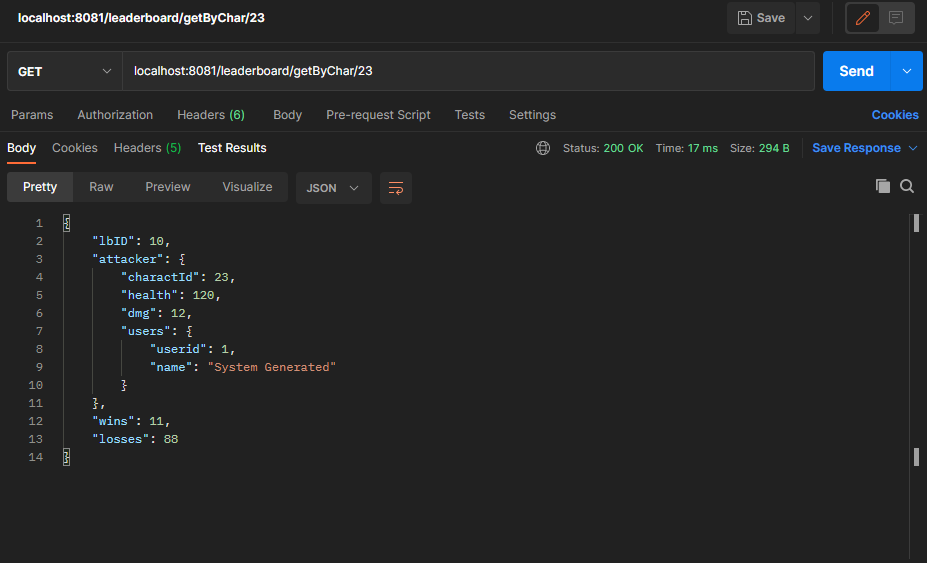 localhost:8081/leaderboard/getByChar/23 Save
GET localhost:8081/leaderboard/getByChar/23 Send
Params Authorization Headers (6) Body Pre-request Script Tests Settings Cookies
Body Cookies Headers (5) Test Results Status: 200 OK Time: 17 ms Size: 294 B Save Response
Pretty Raw Preview Visualize JSON
1 {
2 "lbID": 10,
3 "attacker": {
4 "charactId": 23,
5 "health": 120,
6 "dmg": 12,
7 "users": {
8 "userid": 1,
9 "name": "System Generated"
10 }
11 },
12 "wins": 11,
13 "losses": 88
14 }